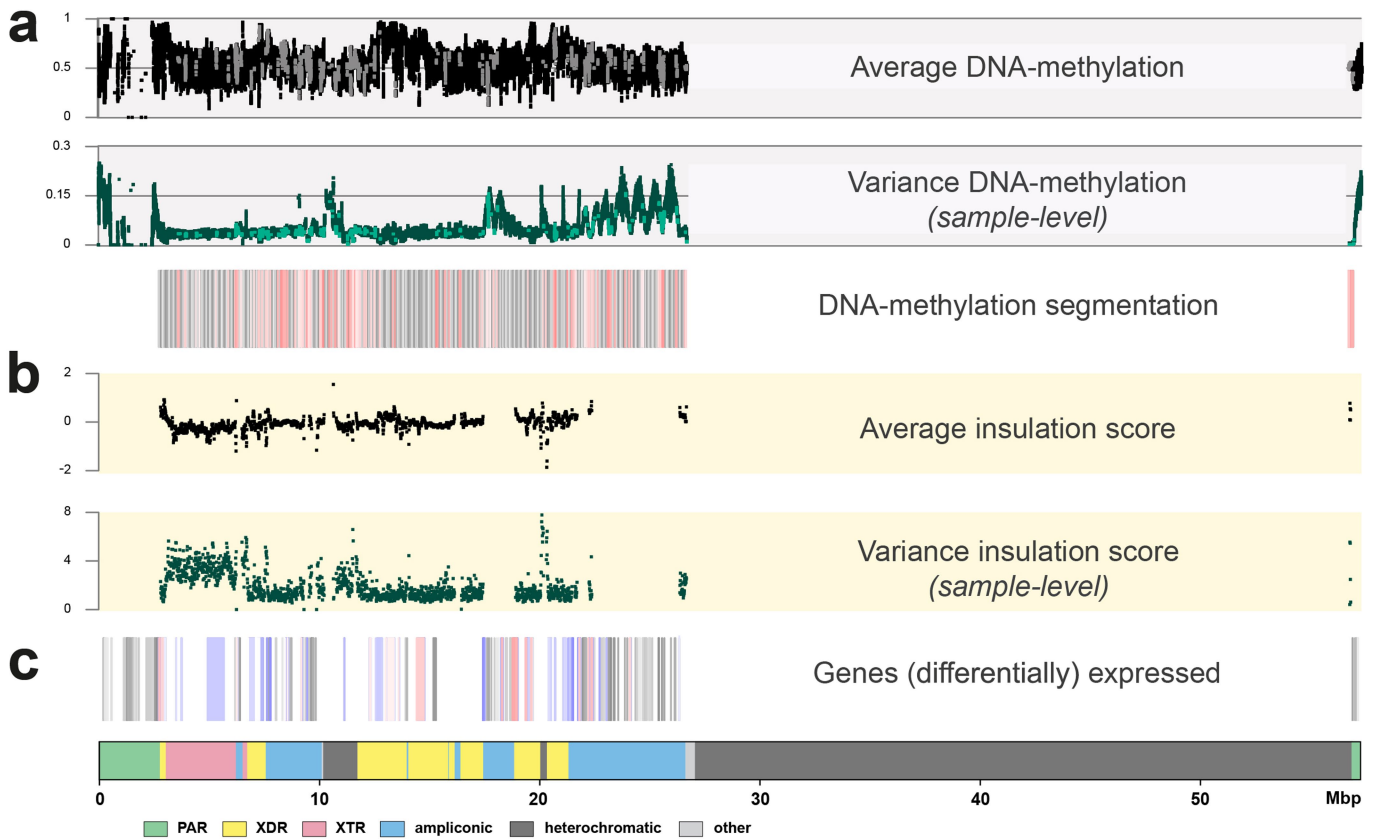 a
1
0.5
0
Average DNA-methylation
0.3
0.15
0
Variance DNA-methylation
(sample-level)
DNA-methylation segmentation
b
2
0
-2
Average insulation score
8
4
0
Variance insulation score
(sample-level)
c
Genes (differentially) expressed
0 10 20 30 40 50 Mbp
PAR XDR XTR ampliconic heterochromatic other